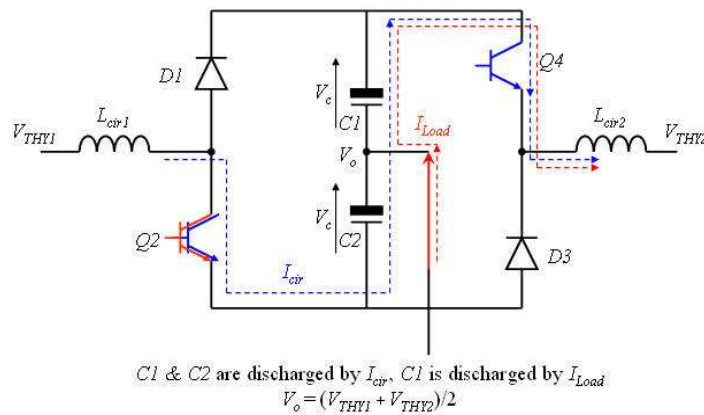 D1
Q4
V_c
C1
L_cir1
I_Load
L_cir2
V_THY1
V_o
V_THY2
V_c
C2
Q2
D3
I_cir
C1 & C2 are discharged by I_cir, C1 is discharged by I_Load
V_o = (V_THY1 + V_THY2)/2